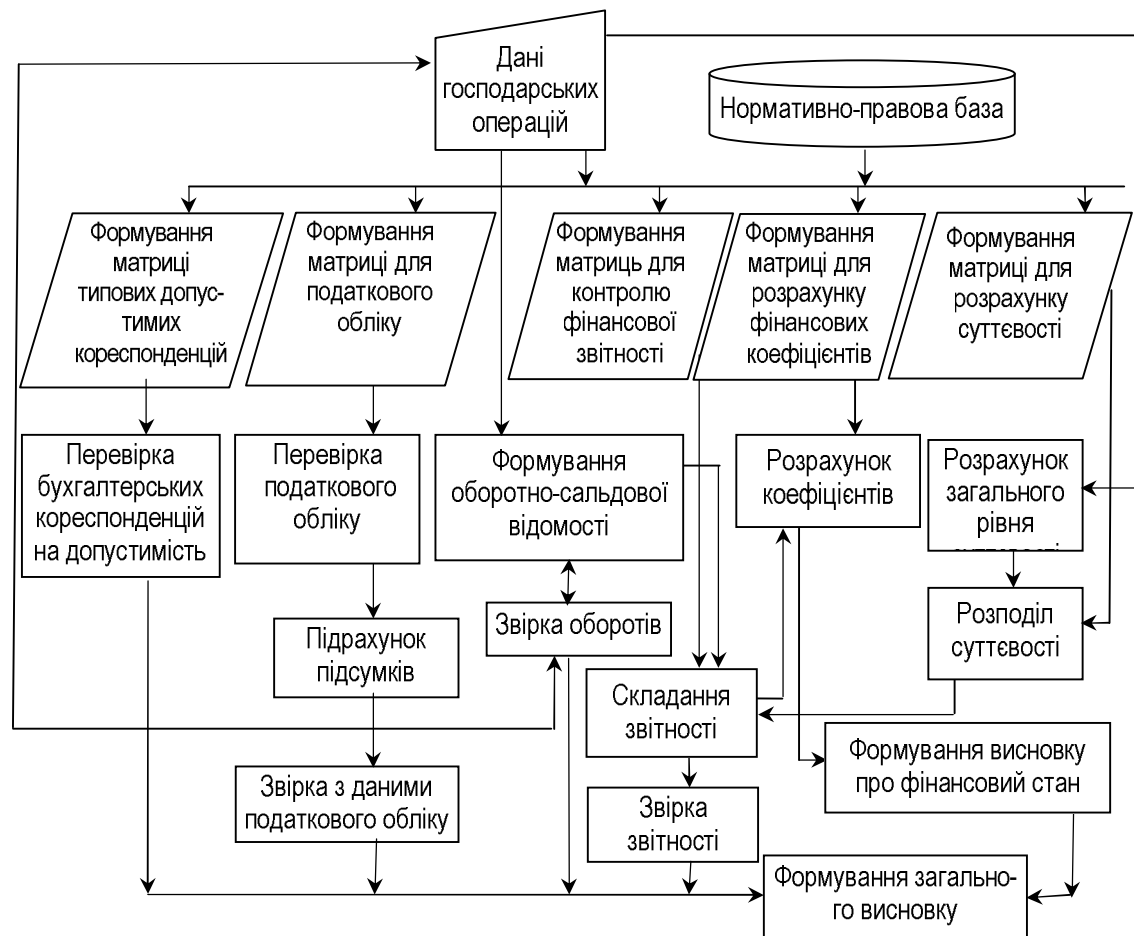 Дані
господарських
операцій
Нормативно-правова база
Формування
матриці
типових допус-
тимих
кореспонденцій
Формування
матриці для
податкового
обліку
Формування
матриць для
контролю
фінансової
звітності
Формування
матриці для
розрахунку
фінансових
коефіцієнтів
Формування
матриці для
розрахунку
суттєвості
Перевірка
бухгалтерських
кореспонденцій
на допустимість
Перевірка
податкового
обліку
Формування
оборотно-сальдової
відомості
Розрахунок
коефіцієнтів
Розрахунок
загального
рівня
Підрахунок
підсумків
Звірка оборотів
Розподіл
суттєвості
Складання
звітності
Формування висновку
про фінансовий стан
Звірка з даними
податкового обліку
Звірка
звітності
Формування загально-
го висновку